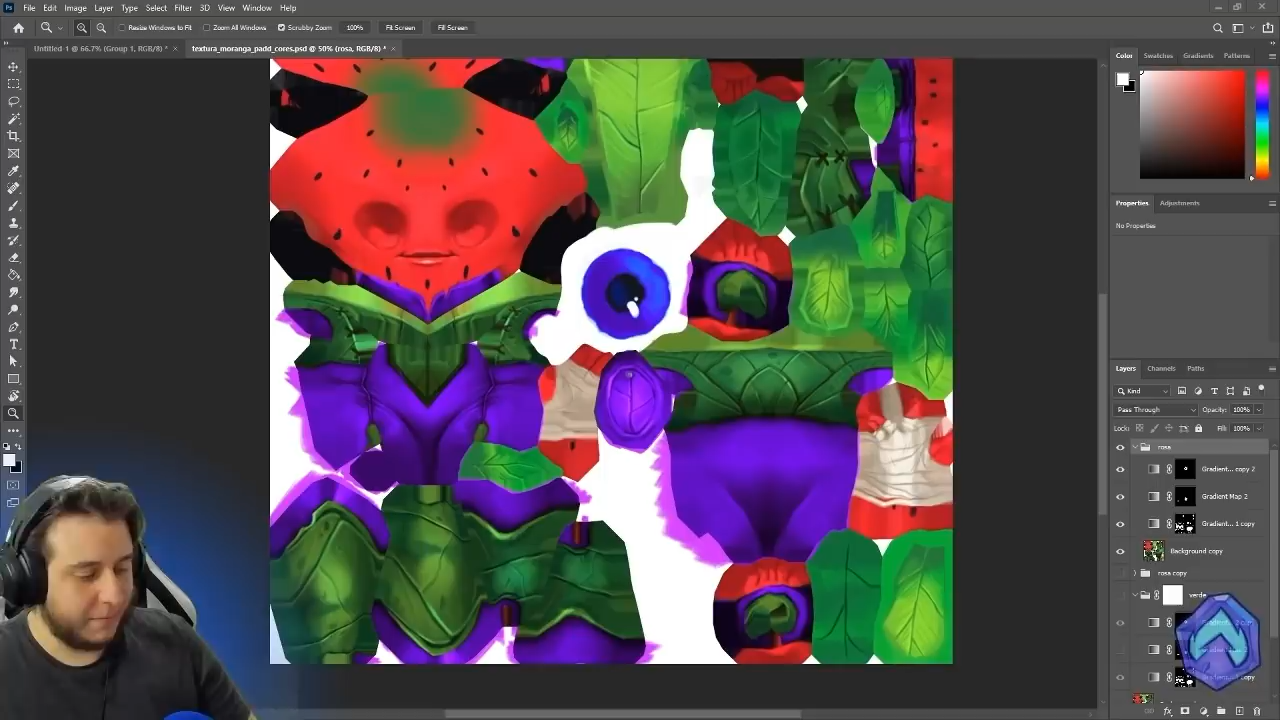 File Edit Image Layer Type Select Filter 3D View Window Help
Resize Windows to Fit Zoom All Windows Scrubby Zoom 100% Fit Screen Fill Screen
Untitled-1 @ 66.7% (Group 1, RGB/8) * × textura_moranga_padd_cores.psd @ 50% (rosa, RGB/8) * ×
Color Swatches Gradients Patterns
Properties Adjustments
No Properties
Layers Channels Paths
Kind
Pass Through Opacity: 100%
Lock: Fill: 100%
rosa
Gradient... copy 2
Gradient Map 2
Gradient... 1 copy
Background copy
rosa copy
verde
copy